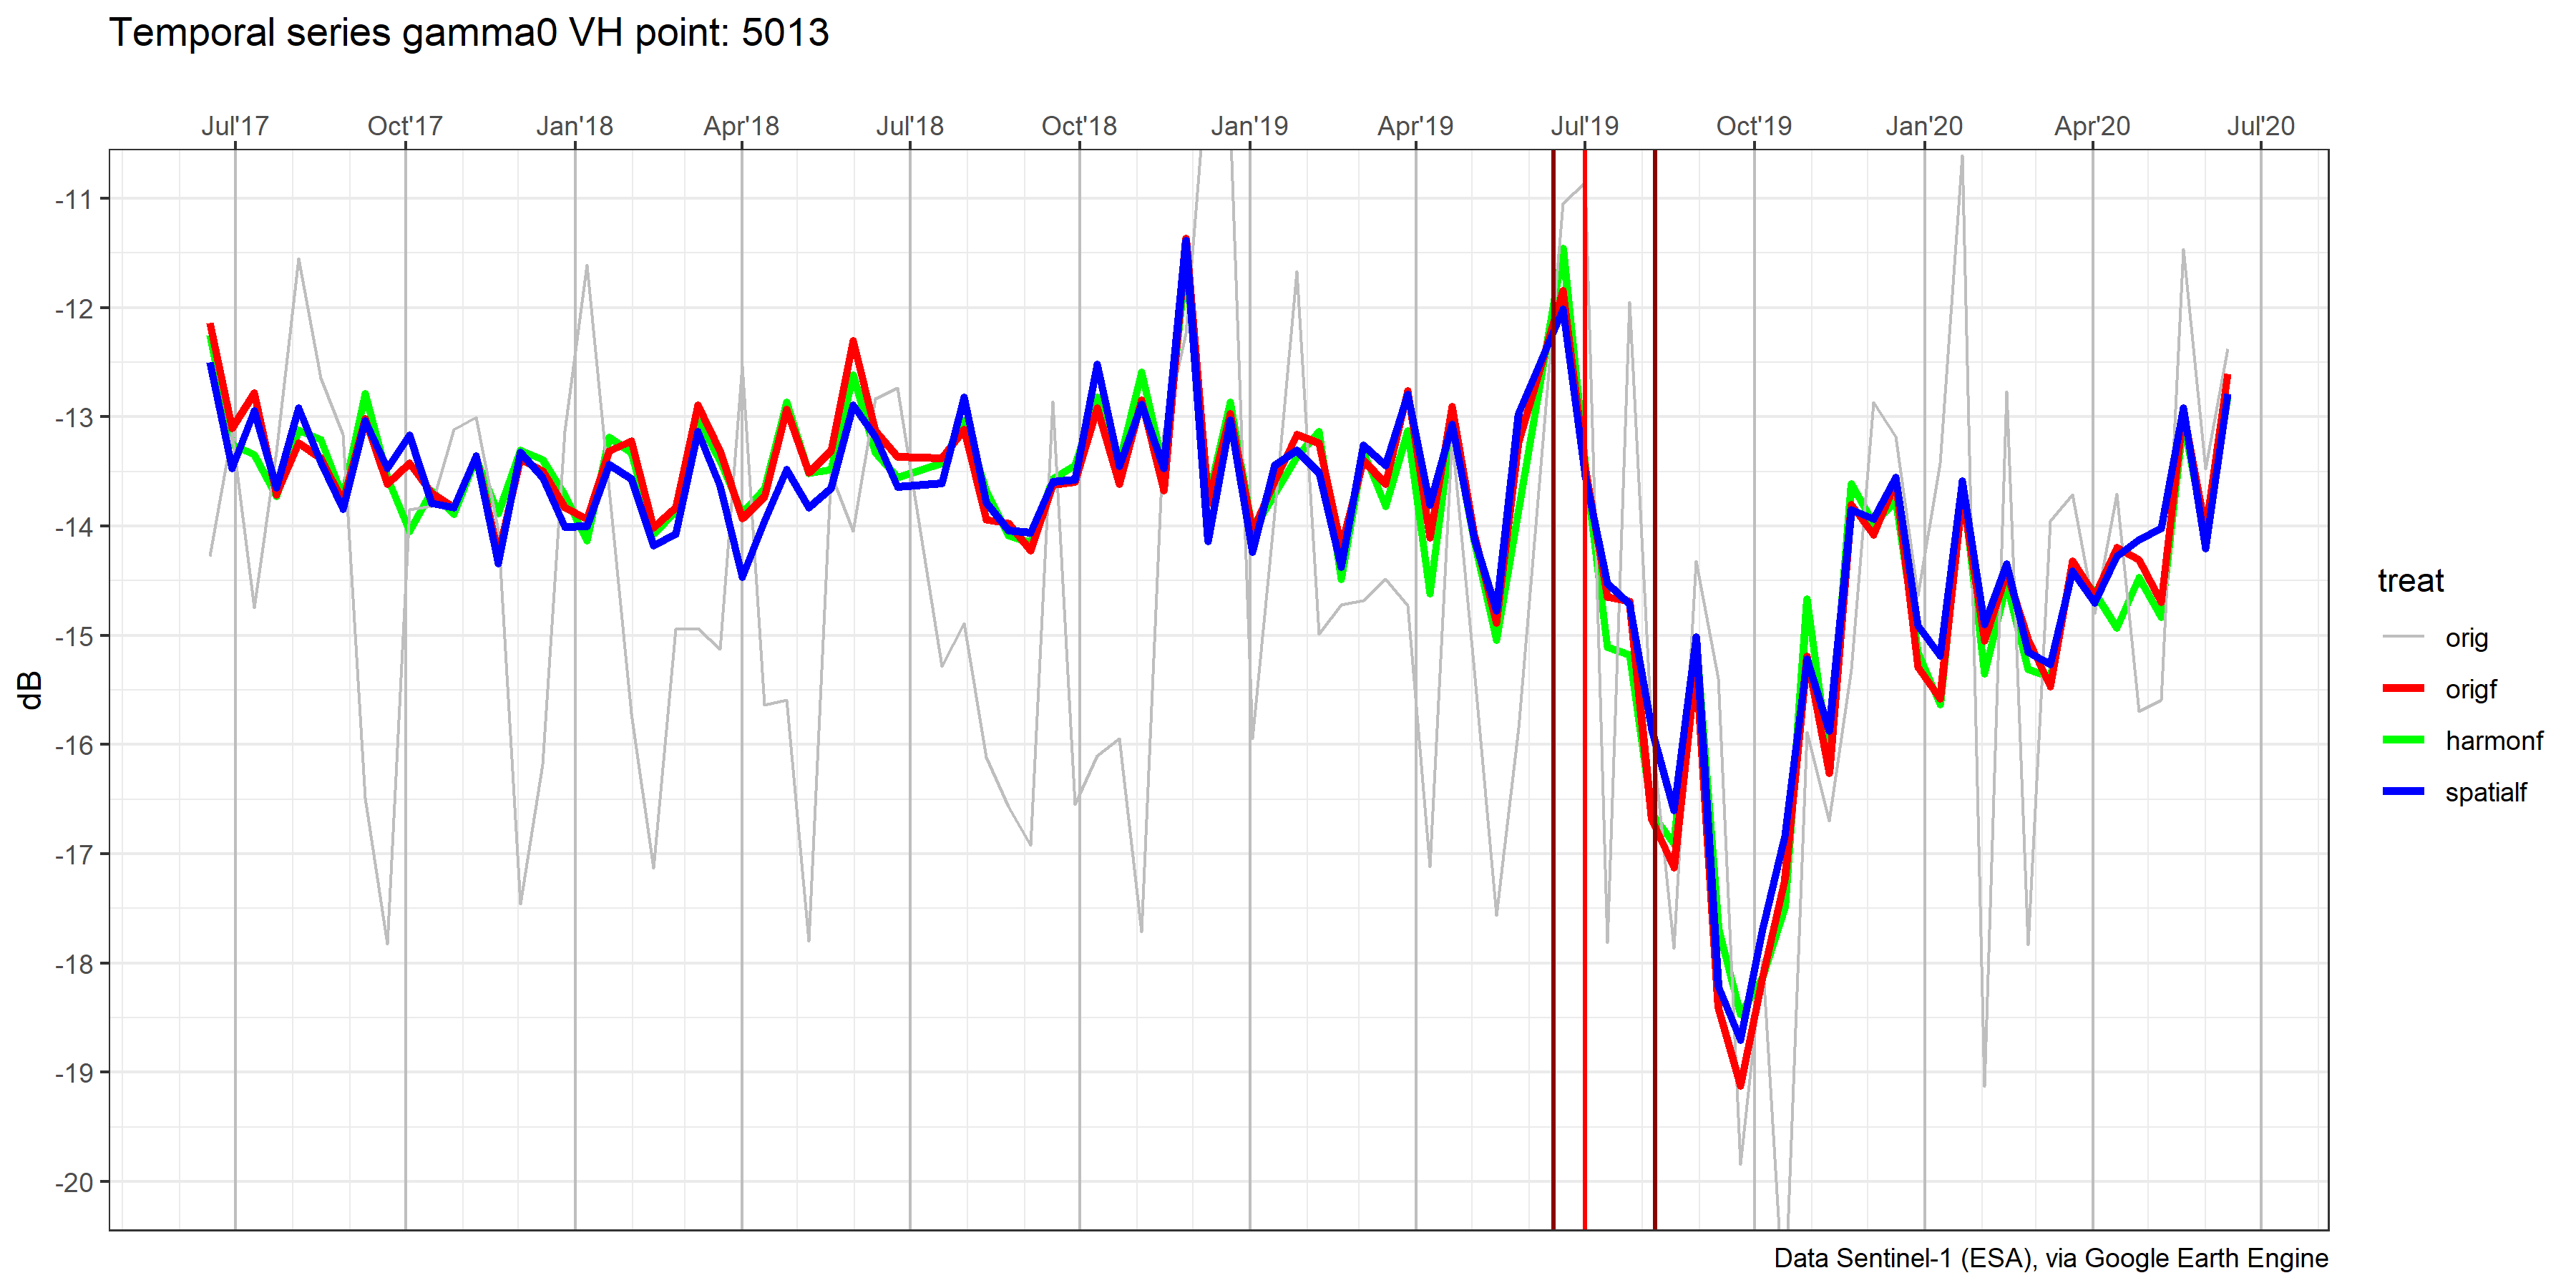 Temporal series gamma0 VH point: 5013
Jul'17 Oct'17 Jan'18 Apr'18 Jul'18 Oct'18 Jan'19 Apr'19 Jul'19 Oct'19 Jan'20 Apr'20 Jul'20
-11
-12
-13
-14
-15
-16
-17
-18
-19
-20
dB
treat
orig
origf
harmonf
spatialf
Data Sentinel-1 (ESA), via Google Earth Engine